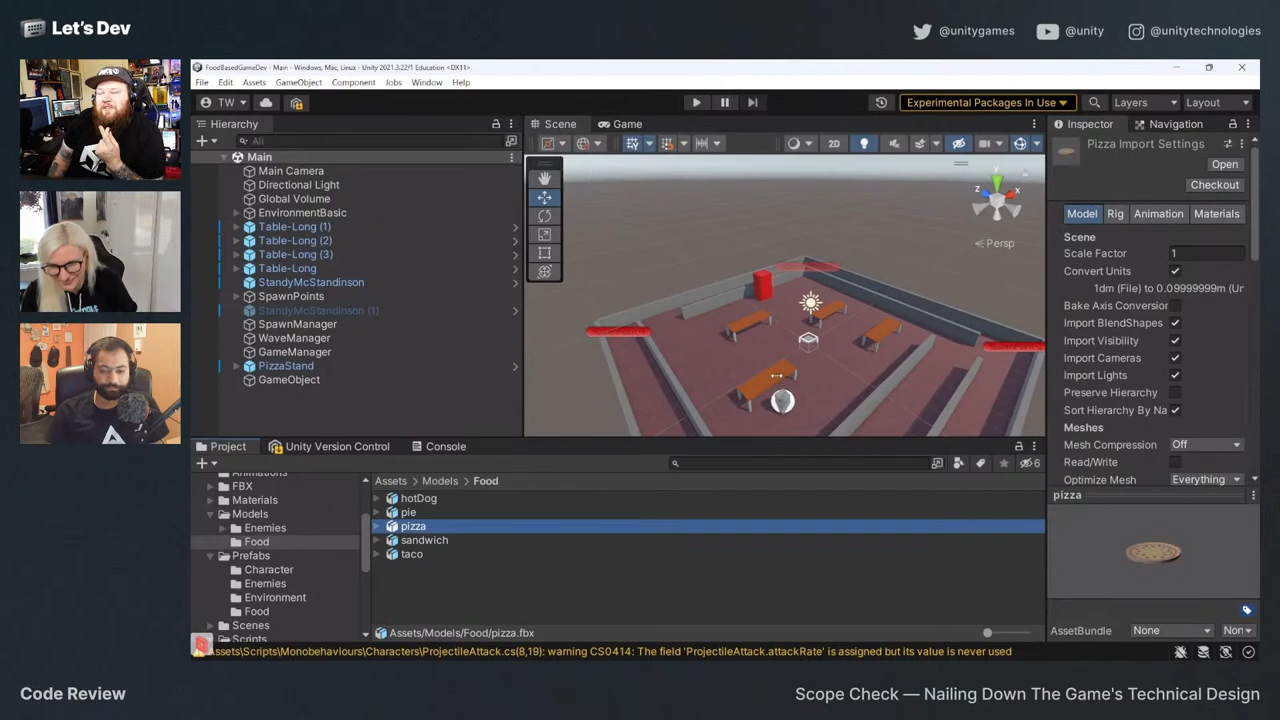 Let's Dev
@unitygames
@unity
@unitytechnologies
FoodBasedGameDev - Main - Windows, Mac, Linux - Unity 2021.3.22f1 Education <DX11>
File Edit Assets GameObject Component Jobs Window Help
TW
Experimental Packages In Use
Layers
Layout
Hierarchy
Scene
Game
Inspector
Navigation
All
2D
Pizza Import Settings
Open
Checkout
Main
Main Camera
Directional Light
Global Volume
EnvironmentBasic
Table-Long (1)
Table-Long (2)
Table-Long (3)
Table-Long
StandyMcStandinson
SpawnPoints
StandyMcStandinson (1)
SpawnManager
WaveManager
GameManager
PizzaStand
GameObject
y
z
x
Persp
Model Rig Animation Materials
Scene
Scale Factor 1
Convert Units
1dm (File) to 0.09999999m (Un
Bake Axis Conversion
Import BlendShapes
Import Visibility
Import Cameras
Import Lights
Preserve Hierarchy
Sort Hierarchy By Na
Meshes
Mesh Compression Off
Read/Write
Optimize Mesh Everything
pizza
AssetBundle None Non
Project
Unity Version Control
Console
6
Animations
FBX
Materials
Models
Enemies
Food
Prefabs
Character
Enemies
Environment
Food
Scenes
Scripts
Assets > Models > Food
hotDog
pie
pizza
sandwich
taco
Assets/Models/Food/pizza.fbx
Assets\Scripts\Monobehaviours\Characters\ProjectileAttack.cs(8,19): warning CS0414: The field 'ProjectileAttack.attackRate' is assigned but its value is never used
Code Review
Scope Check — Nailing Down The Game's Technical Design